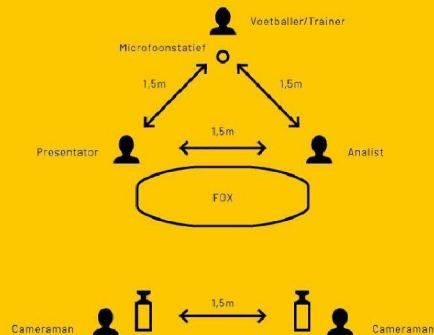 Voetballer/Trainer
Microfoonstatief
1,5m
1,5m
1,5m
Presentator
Analist
FOX
1,5m
Cameraman
Cameraman